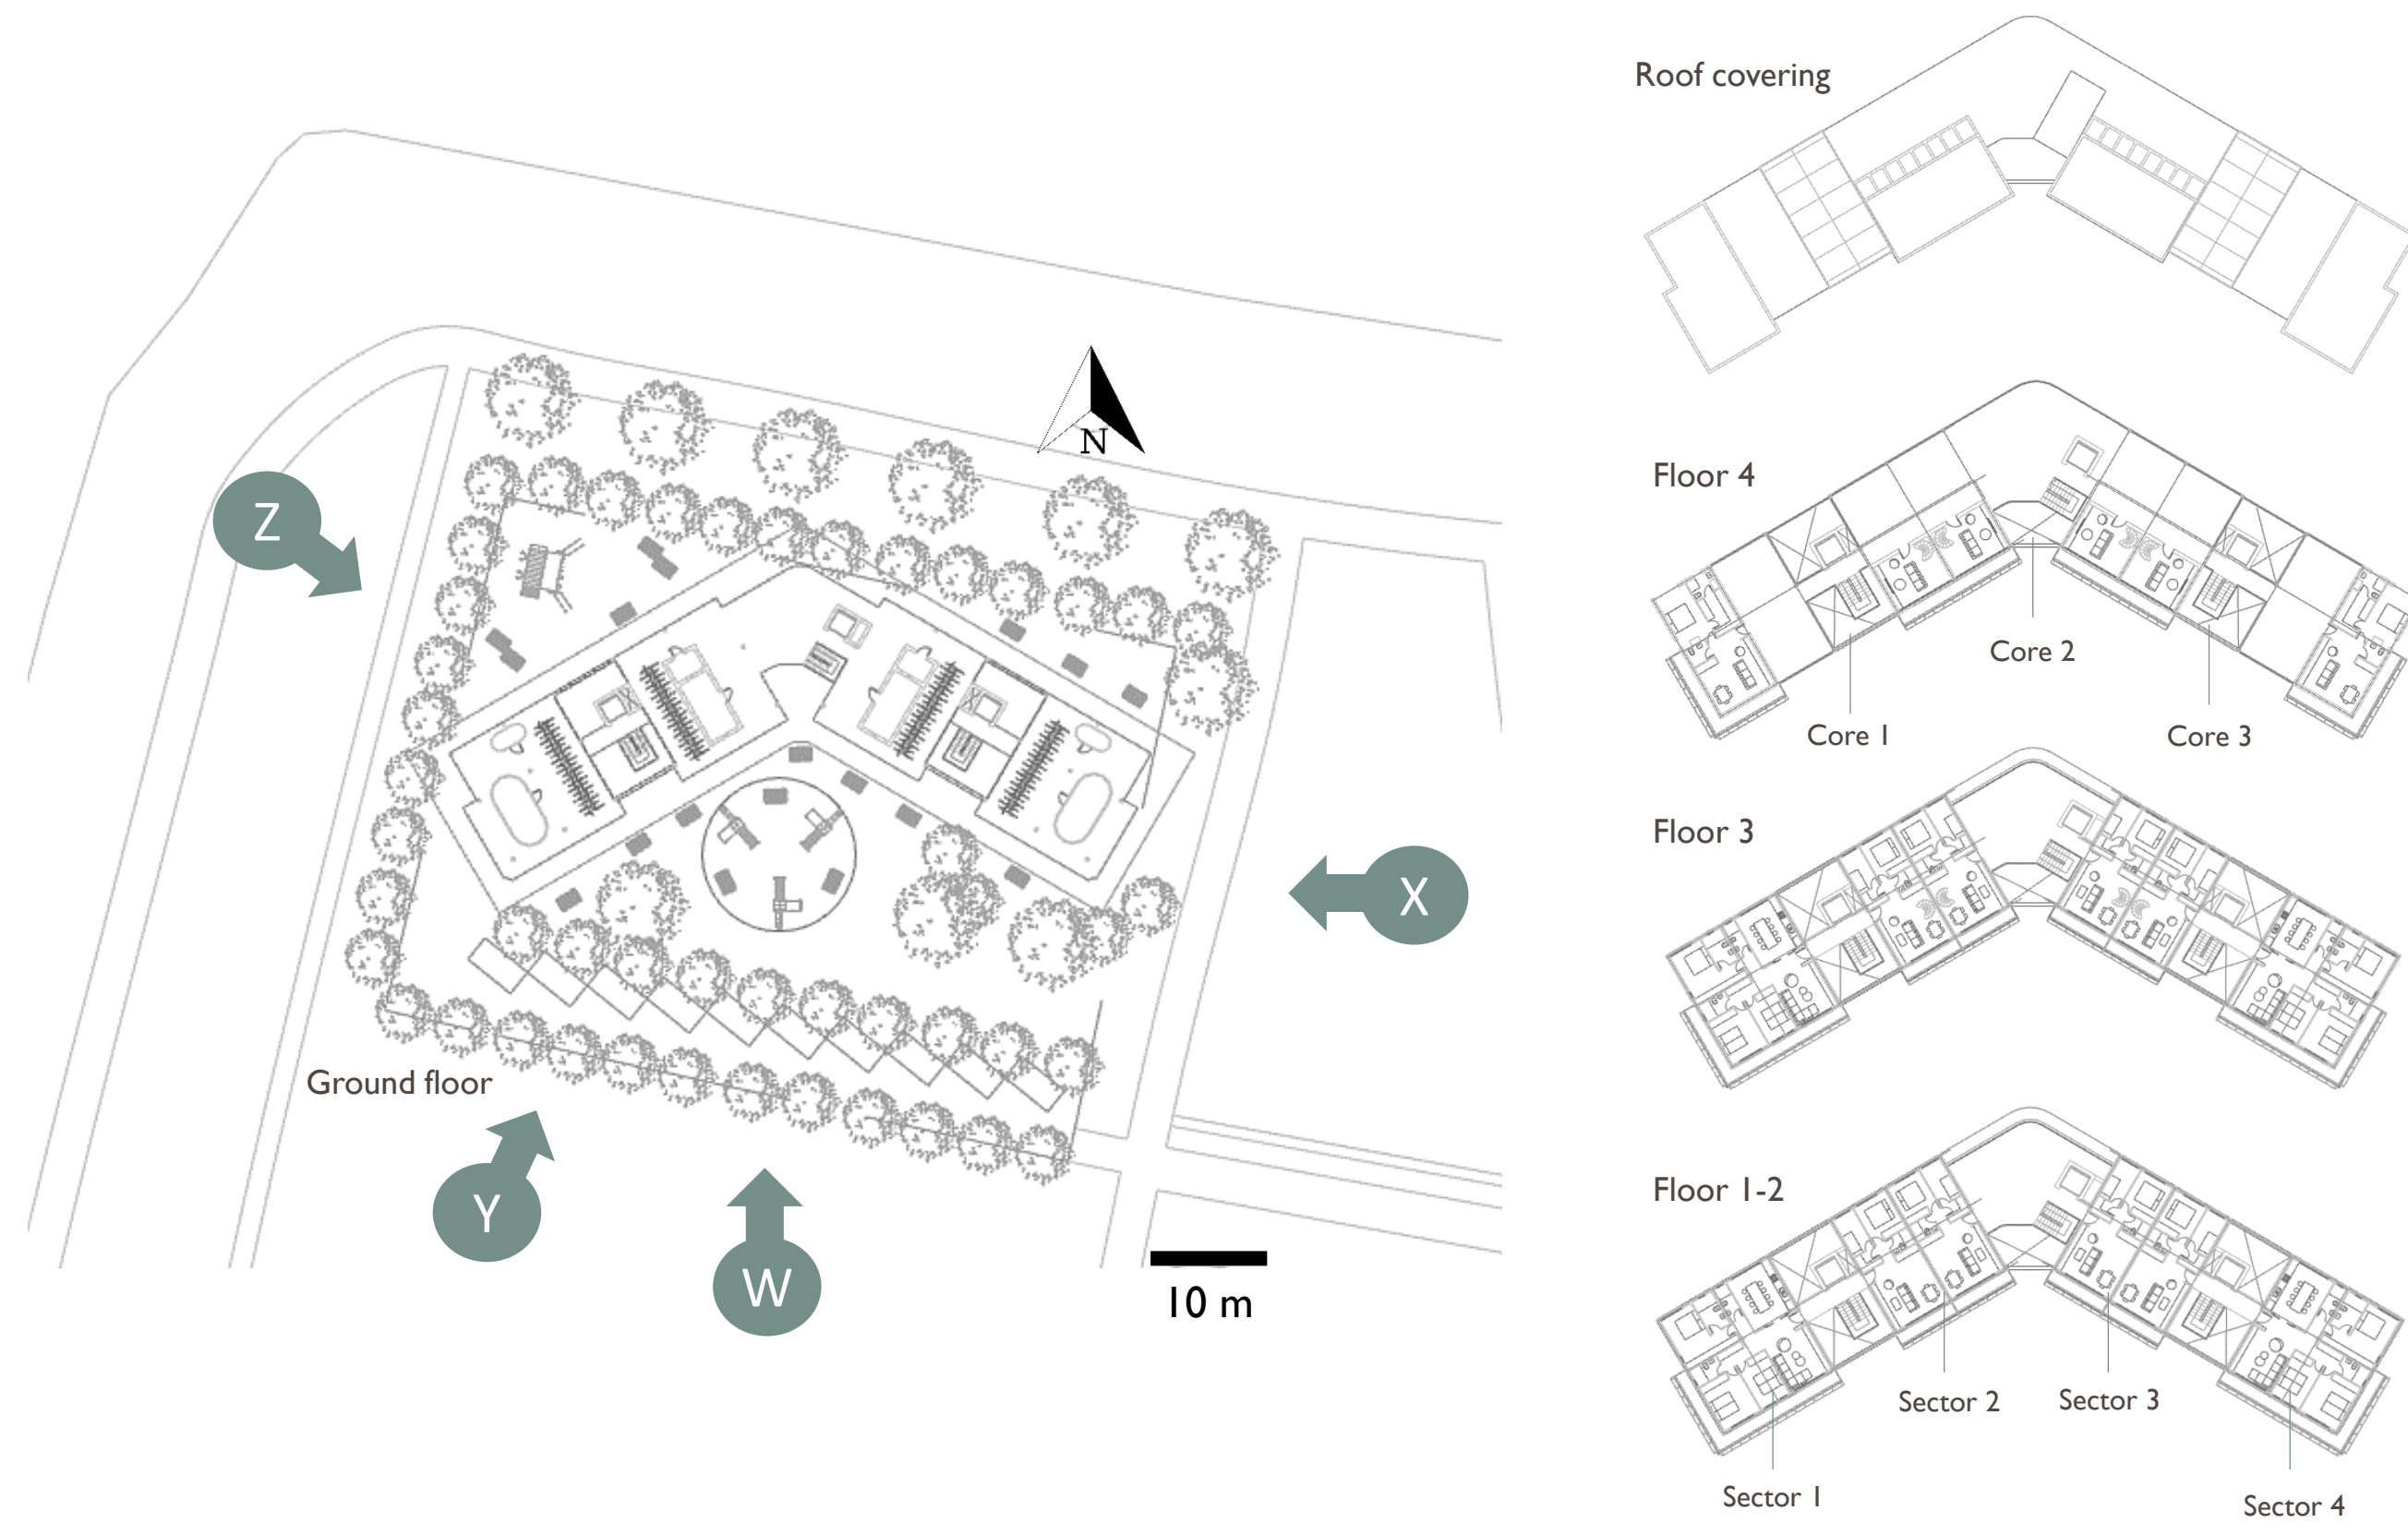 Roof covering
N
Floor 4
Z
Core 2
Core 1
Core 3
Floor 3
X
Ground floor
Floor 1-2
Y
W
10 m
Sector 2
Sector 3
Sector 1
Sector 4